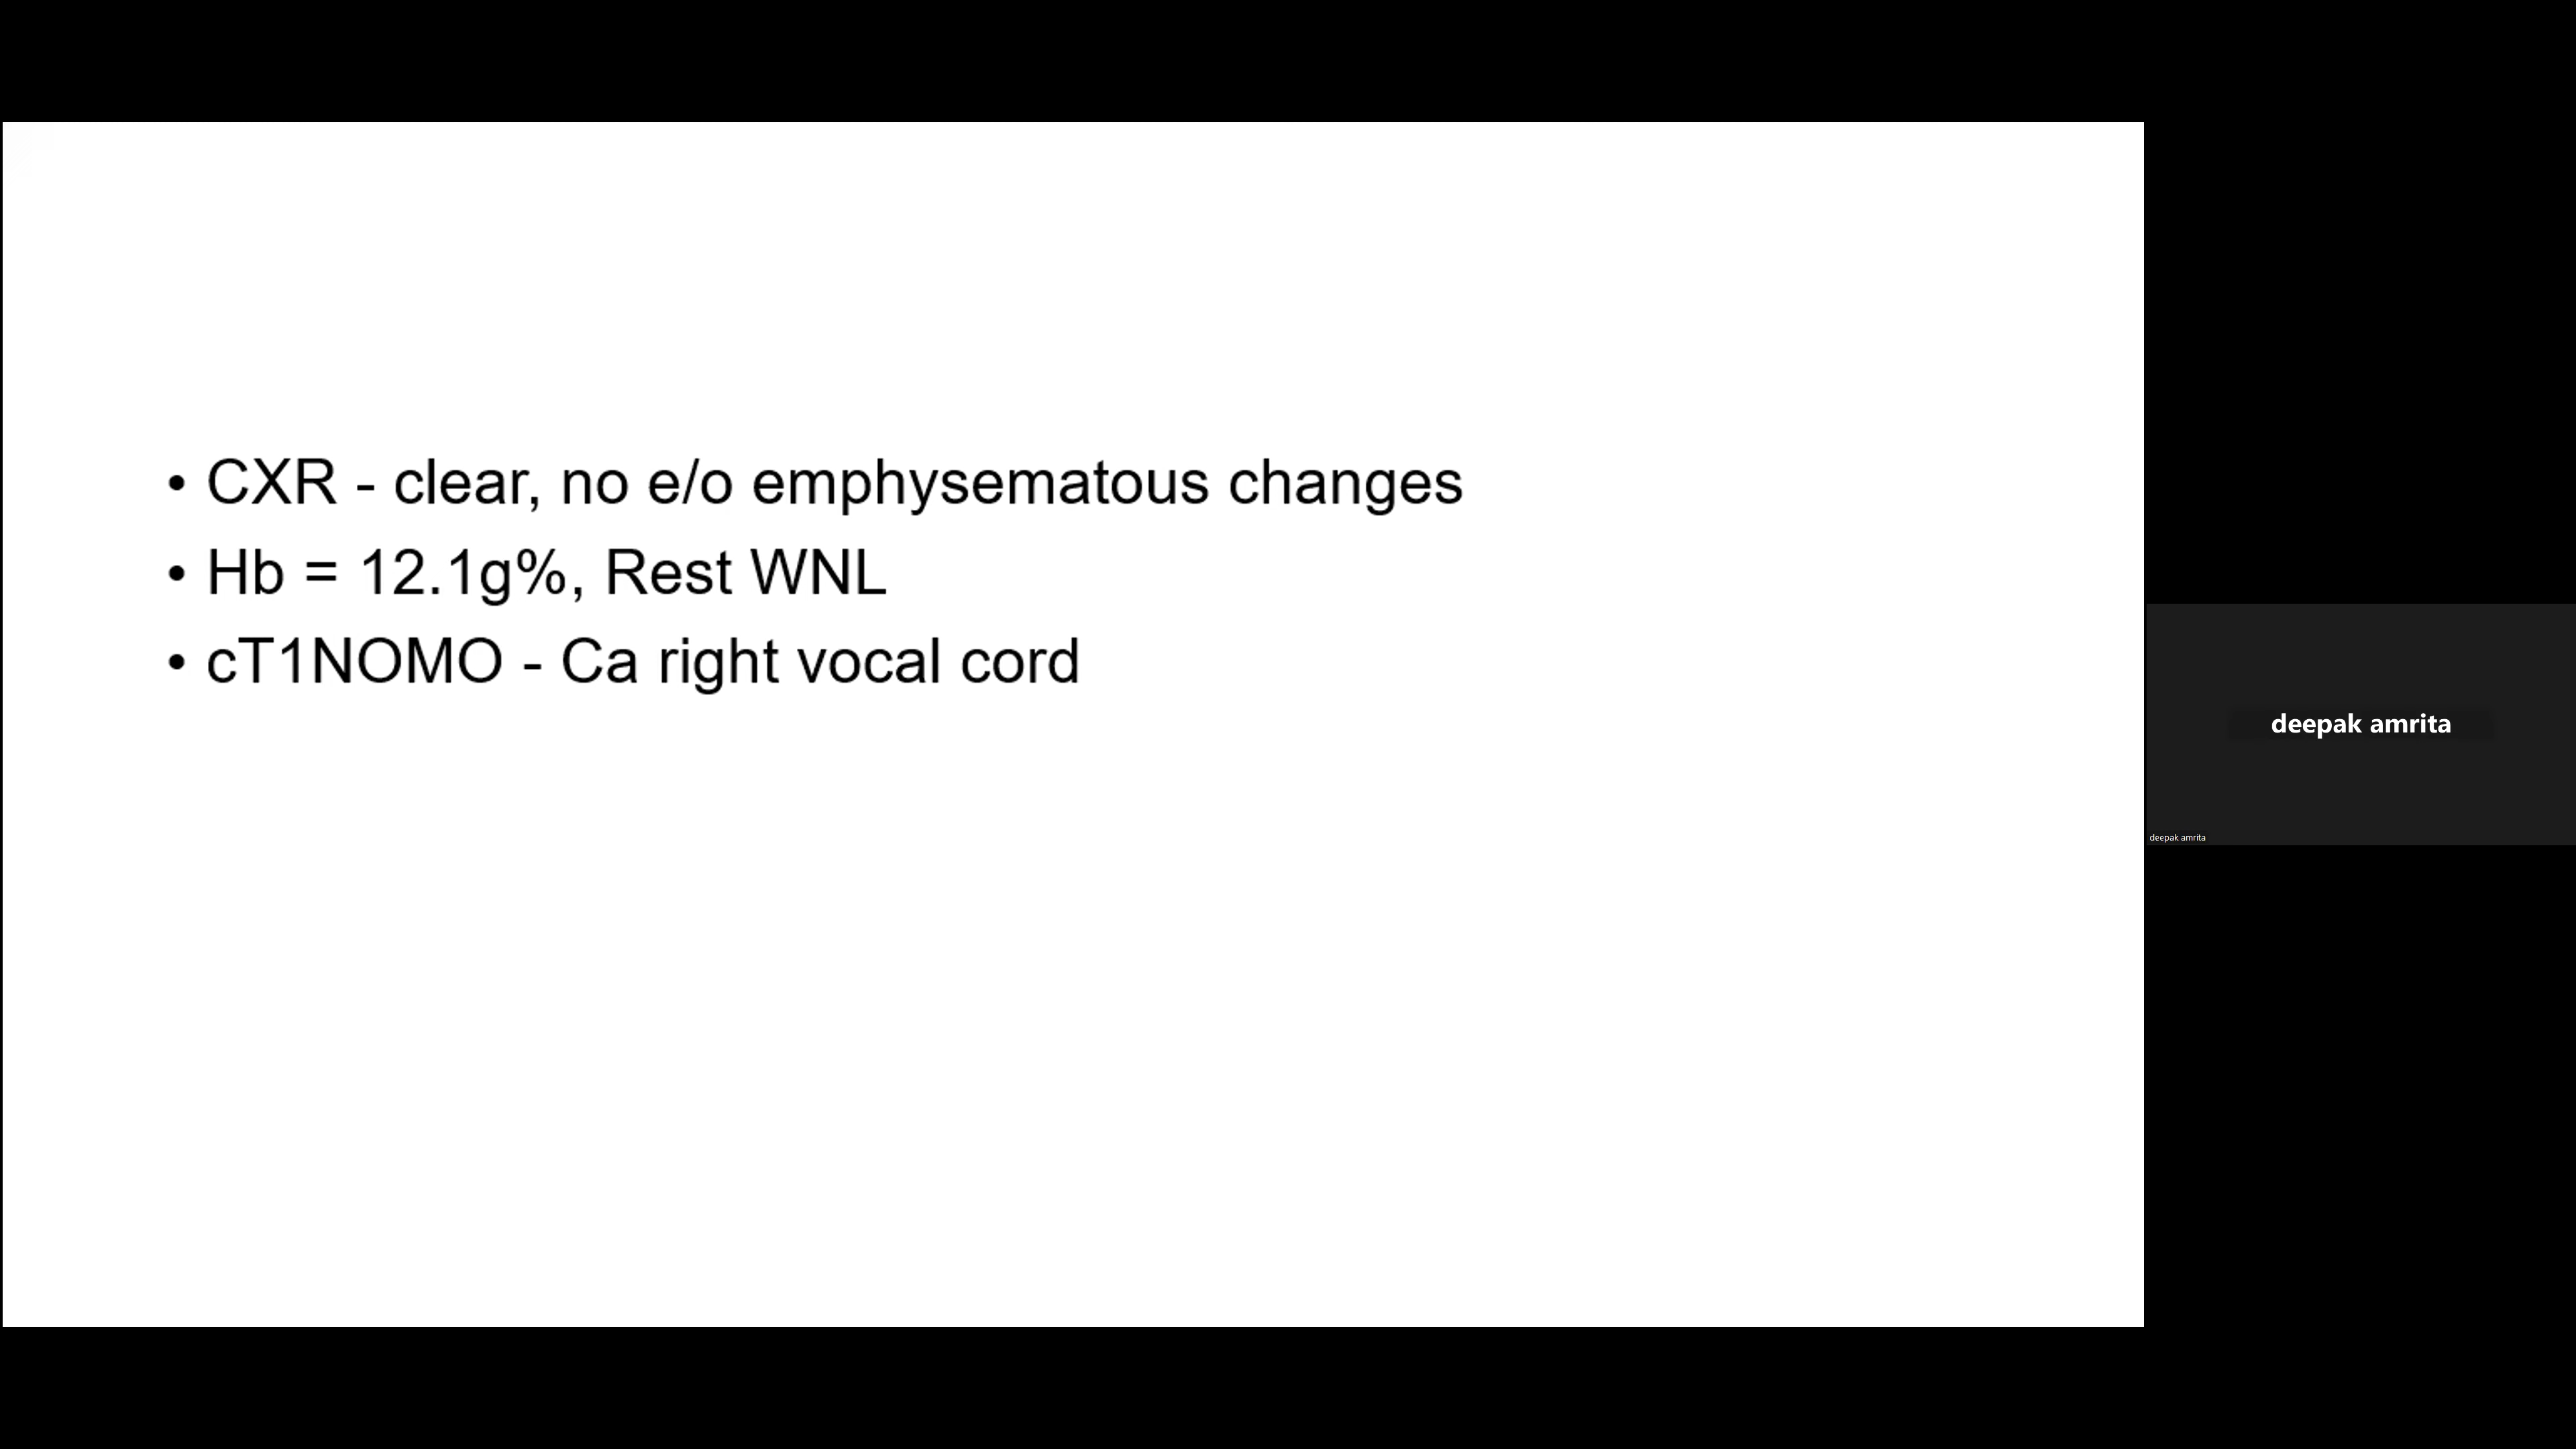 • CXR - clear, no e/o emphysematous changes
• Hb = 12.1g%, Rest WNL
• cT1NOMO - Ca right vocal cord
deepak amrita
deepak amrita